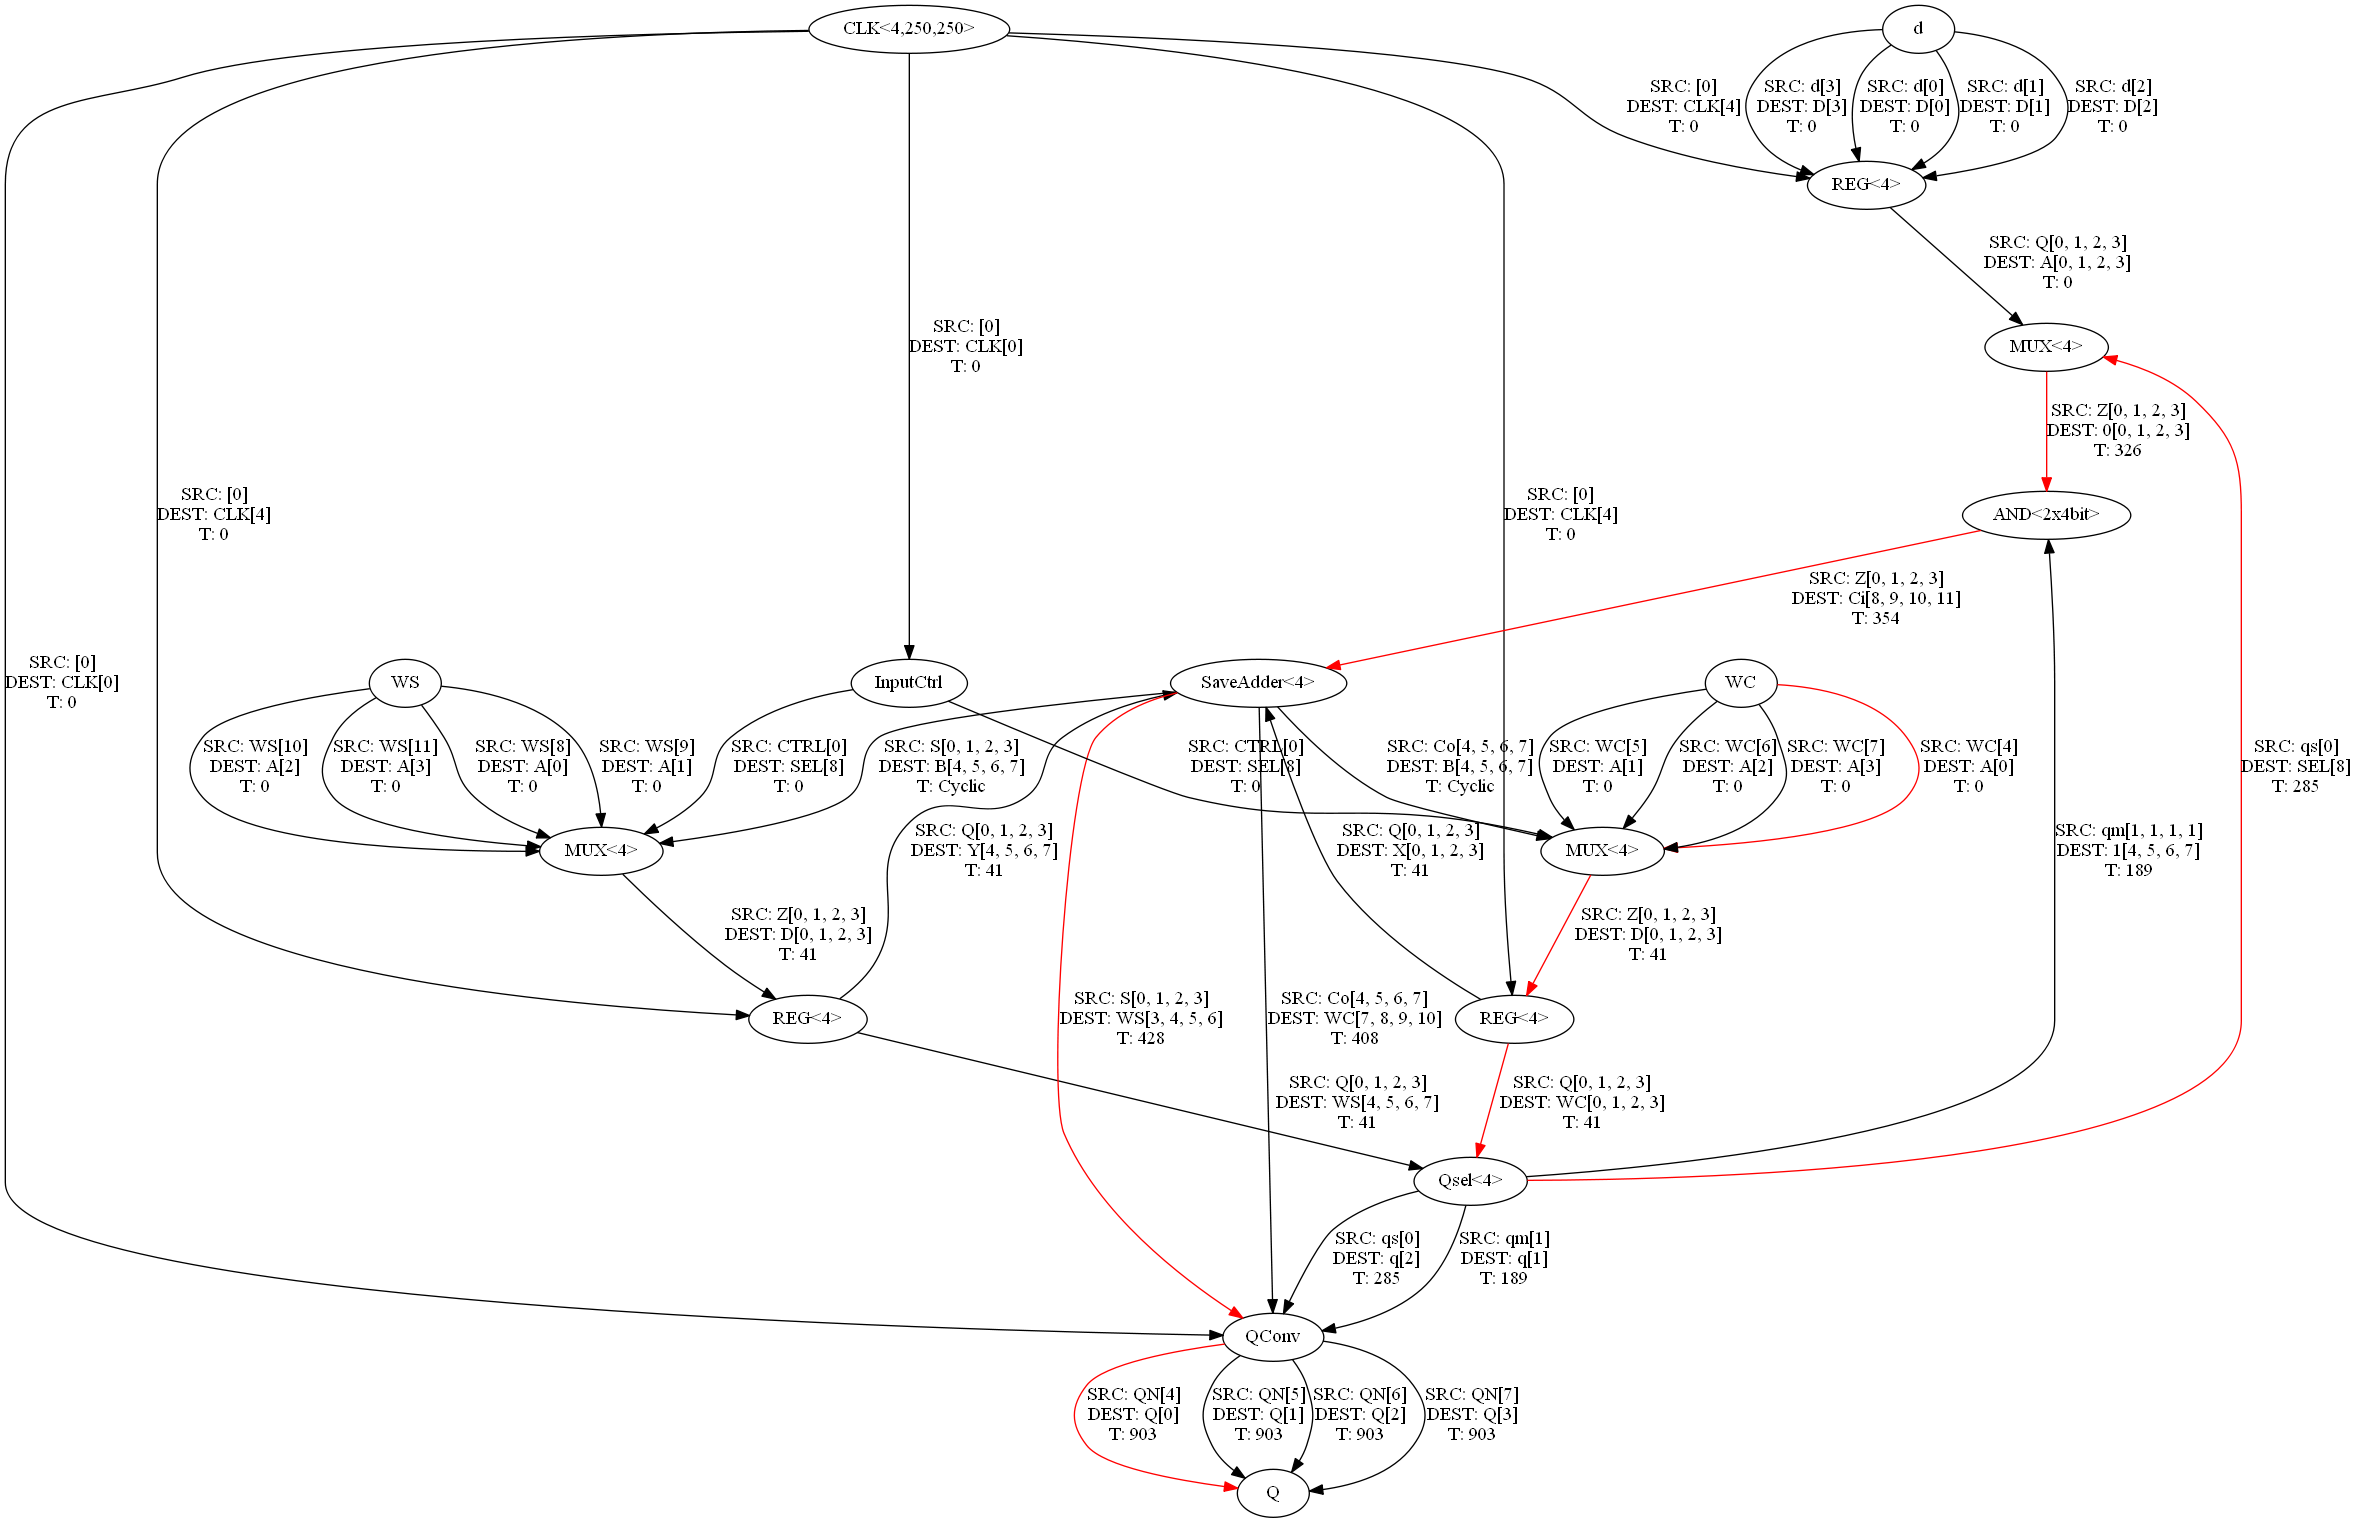 CLK<4,250,250>
d
SRC: [0]
DEST: CLK[4]
T: 0
SRC: d[3]
DEST: D[3]
T: 0
SRC: d[0]
DEST: D[0]
T: 0
SRC: d[1]
DEST: D[1]
T: 0
SRC: d[2]
DEST: D[2]
T: 0
REG<4>
SRC: Q[0, 1, 2, 3]
DEST: A[0, 1, 2, 3]
T: 0
SRC: [0]
DEST: CLK[0]
T: 0
MUX<4>
SRC: Z[0, 1, 2, 3]
DEST: 0[0, 1, 2, 3]
T: 326
SRC: [0]
DEST: CLK[4]
T: 0
SRC: [0]
DEST: CLK[4]
T: 0
AND<2x4bit>
SRC: Z[0, 1, 2, 3]
DEST: Ci[8, 9, 10, 11]
T: 354
SRC: [0]
DEST: CLK[0]
T: 0
WS
InputCtrl
SaveAdder<4>
WC
SRC: WS[10]
DEST: A[2]
T: 0
SRC: WS[11]
DEST: A[3]
T: 0
SRC: WS[8]
DEST: A[0]
T: 0
SRC: WS[9]
DEST: A[1]
T: 0
SRC: CTRL[0]
DEST: SEL[8]
T: 0
SRC: S[0, 1, 2, 3]
DEST: B[4, 5, 6, 7]
T: Cyclic
SRC: CTRL[0]
DEST: SEL[8]
T: 0
SRC: Co[4, 5, 6, 7]
DEST: B[4, 5, 6, 7]
T: Cyclic
SRC: WC[5]
DEST: A[1]
T: 0
SRC: WC[6]
DEST: A[2]
T: 0
SRC: WC[7]
DEST: A[3]
T: 0
SRC: WC[4]
DEST: A[0]
T: 0
SRC: qs[0]
DEST: SEL[8]
T: 285
MUX<4>
SRC: Q[0, 1, 2, 3]
DEST: Y[4, 5, 6, 7]
T: 41
SRC: Q[0, 1, 2, 3]
DEST: X[0, 1, 2, 3]
T: 41
MUX<4>
SRC: qm[1, 1, 1, 1]
DEST: 1[4, 5, 6, 7]
T: 189
SRC: Z[0, 1, 2, 3]
DEST: D[0, 1, 2, 3]
T: 41
SRC: Z[0, 1, 2, 3]
DEST: D[0, 1, 2, 3]
T: 41
REG<4>
SRC: S[0, 1, 2, 3]
DEST: WS[3, 4, 5, 6]
T: 428
SRC: Co[4, 5, 6, 7]
DEST: WC[7, 8, 9, 10]
T: 408
REG<4>
SRC: Q[0, 1, 2, 3]
DEST: WS[4, 5, 6, 7]
T: 41
SRC: Q[0, 1, 2, 3]
DEST: WC[0, 1, 2, 3]
T: 41
Qsel<4>
SRC: qs[0]
DEST: q[2]
T: 285
SRC: qm[1]
DEST: q[1]
T: 189
QConv
SRC: QN[4]
DEST: Q[0]
T: 903
SRC: QN[5]
DEST: Q[1]
T: 903
SRC: QN[6]
DEST: Q[2]
T: 903
SRC: QN[7]
DEST: Q[3]
T: 903
Q